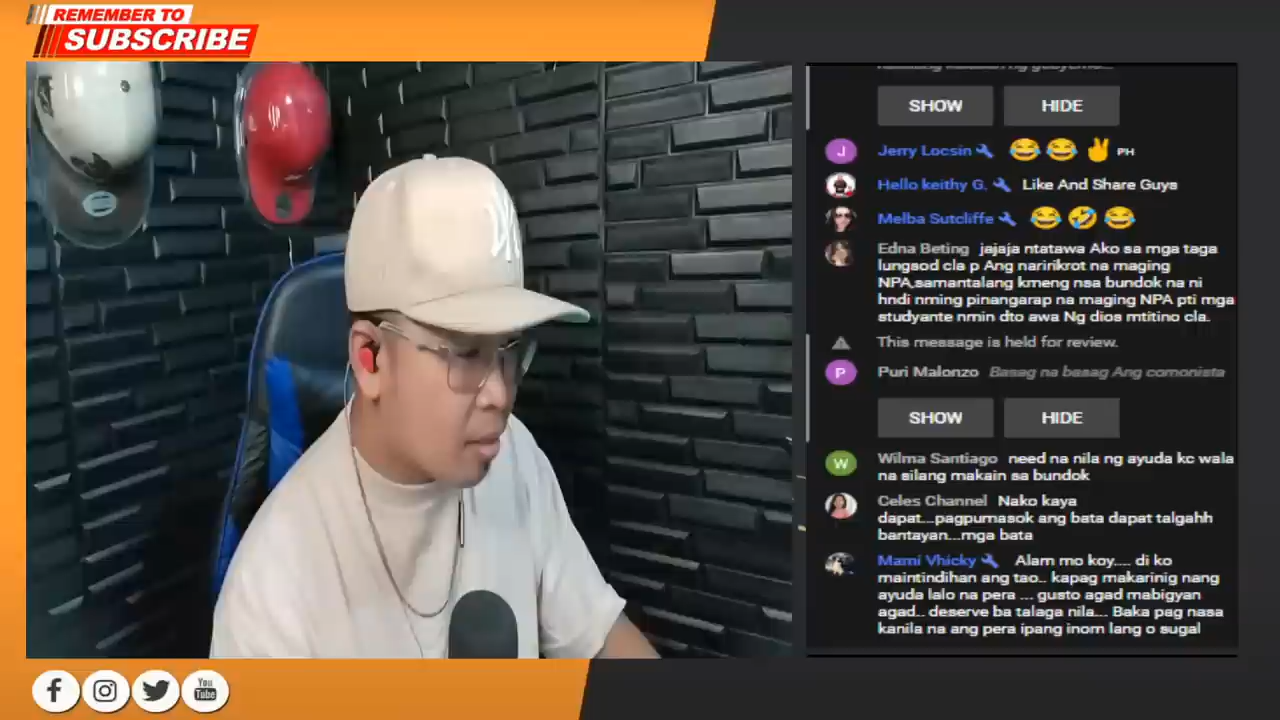 REMEMBER TO
SUBSCRIBE
SHOW HIDE
J Jerry Locsin PH
Hello keithy G. Like And Share Guys
Melba Sutcliffe
Edna Beting jajaja ntatawa Ako sa mga taga
lungsod cla p Ang naririkrot na maging
NPA,samantalang kmeng nsa bundok na ni
hndi nming pinangarap na maging NPA pti mga
studyante nmin dto awa Ng dios mtitino cla.
This message is held for review.
P Puri Malonzo Basag na basag Ang comonista
SHOW HIDE
W Wilma Santiago need na nila ng ayuda kc wala
na silang makain sa bundok
Celes Channel Nako kaya
dapat...pagpumasok ang bata dapat talgahh
bantayan...mga bata
Mami Vhicky Alam mo koy.... di ko
maintindihan ang tao.. kapag makarinig nang
ayuda lalo na pera ... gusto agad mabigyan
agad.. deserve ba talaga nila... Baka pag nasa
kanila na ang pera ipang inom lang o sugal
You
Tube